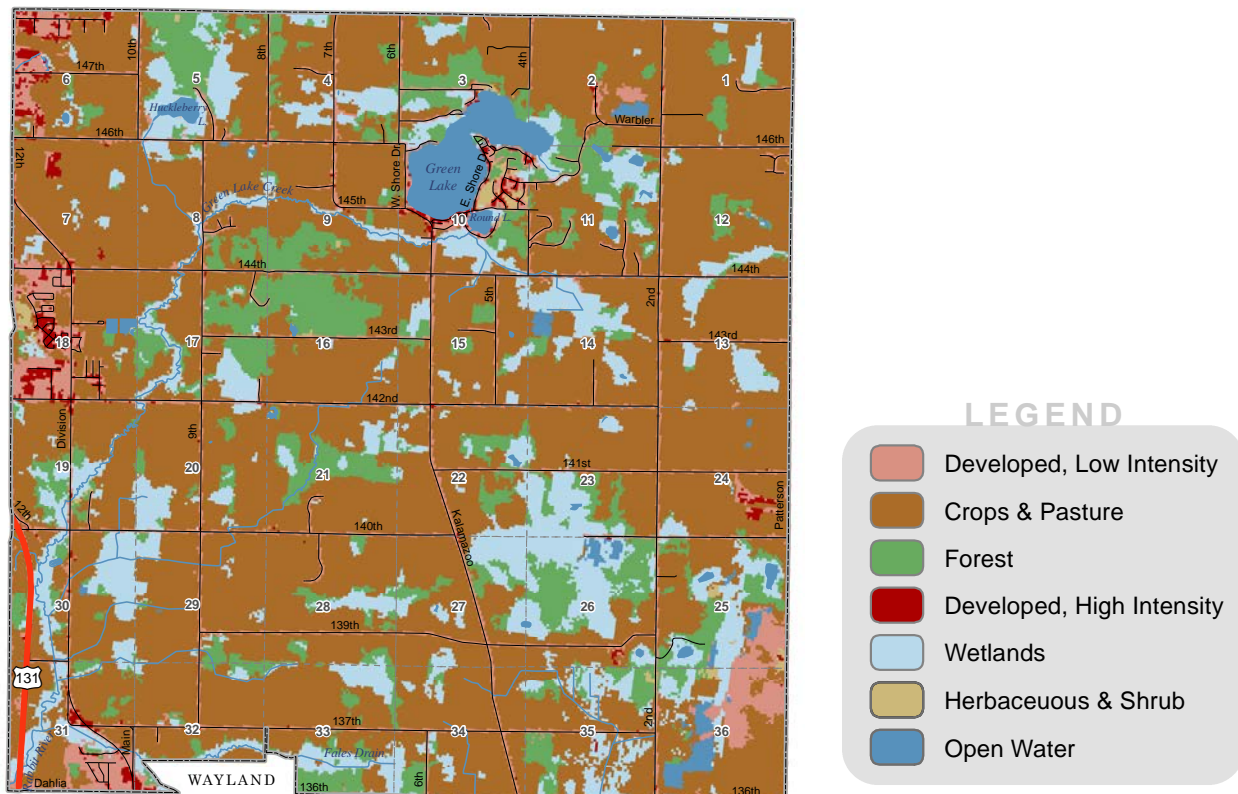 10th
8th
7th
6th
4th
147th
6
5
4
3
2
1
Huckleberry
L.
Warbler
146th
146th
12th
W. Shore Dr
Green
Lake
E. Shore D
Green Lake Creek
145th
7
8
9
10
Round L.
11
12
144th
144th
5th
2nd
143rd
143rd
18
17
16
15
14
13
142nd
Division
9th
19
20
21
22
141st
23
24
12th
Patterson
140th
Kalamazoo
30
29
28
27
26
25
139th
131
2nd
137th
31
32
33
34
35
36
Main
Rabbit River
Fales Drain
6th
WAYLAND
Dahlia
136th
136th
LEGEND
Developed, Low Intensity
Crops & Pasture
Forest
Developed, High Intensity
Wetlands
Herbaceuous & Shrub
Open Water